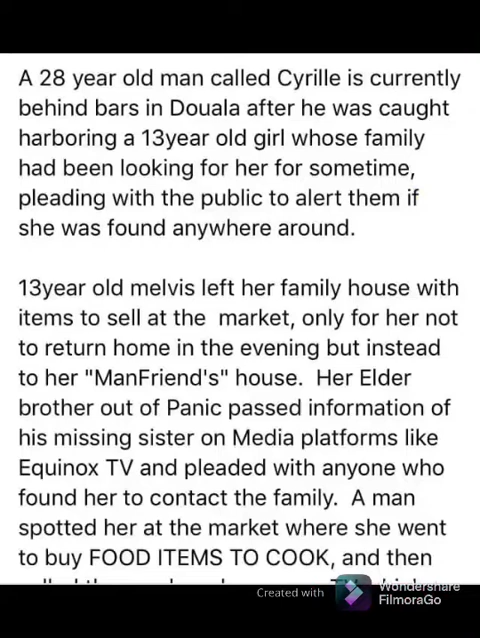 A 28 year old man called Cyrille is currently
behind bars in Douala after he was caught
harboring a 13year old girl whose family
had been looking for her for sometime,
pleading with the public to alert them if
she was found anywhere around.
13year old melvis left her family house with
items to sell at the market, only for her not
to return home in the evening but instead
to her "ManFriend's" house. Her Elder
brother out of Panic passed information of
his missing sister on Media platforms like
Equinox TV and pleaded with anyone who
found her to contact the family. A man
spotted her at the market where she went
to buy FOOD ITEMS TO COOK, and then
Created with
Wondershare
FilmoraGo